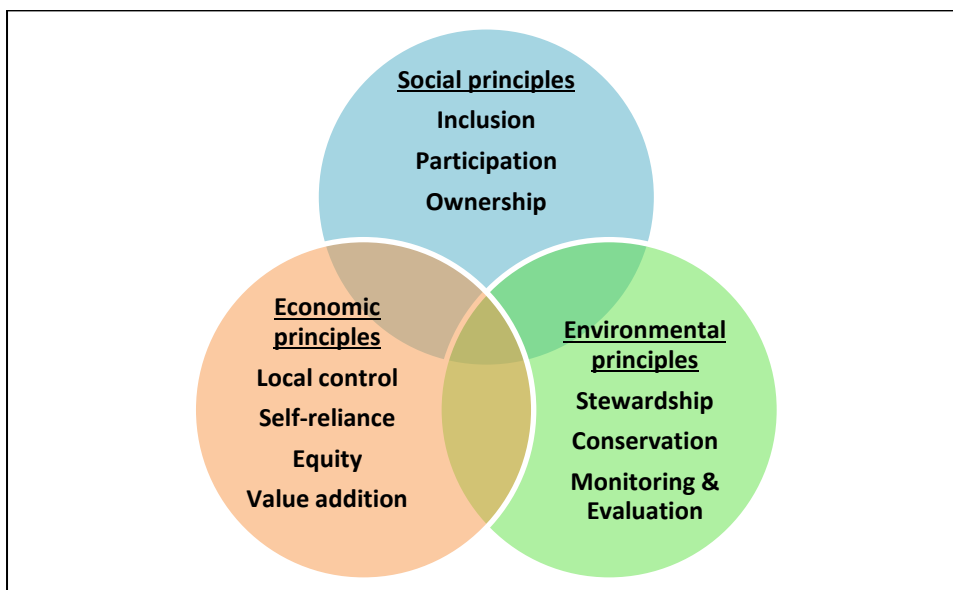 Social principles
Inclusion
Participation
Ownership
Economic
principles
Local control
Self-reliance
Equity
Value addition
Environmental
principles
Stewardship
Conservation
Monitoring &
Evaluation